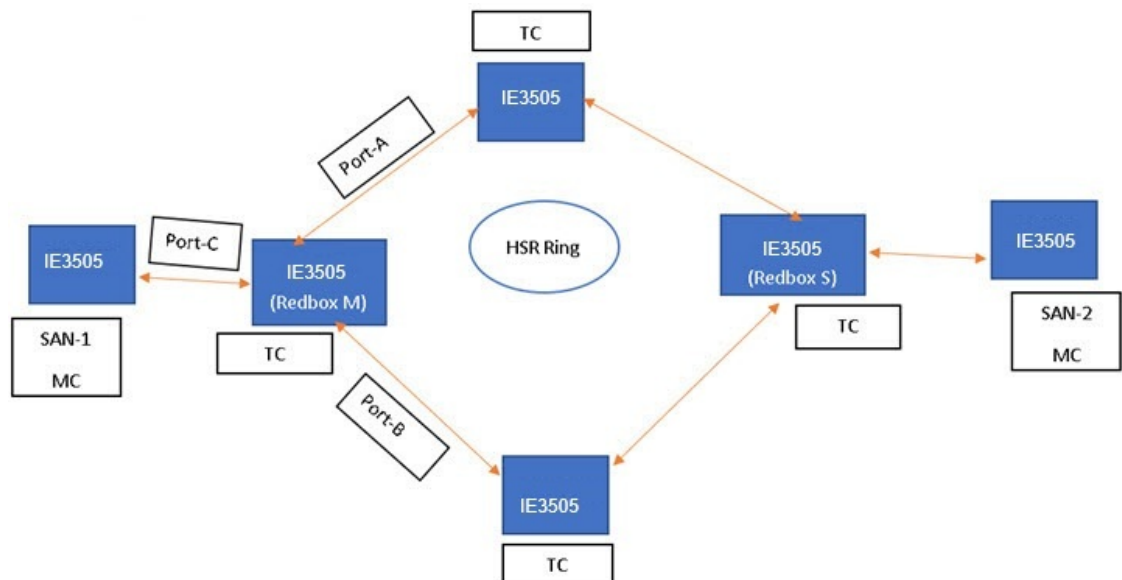 TC
IE3505
Port-A
Port-C
IE3505
IE3505
(Redbox M)
HSR Ring
IE3505
(Redbox S)
IE3505
SAN-1
MC
TC
TC
SAN-2
MC
Port-B
IE3505
TC